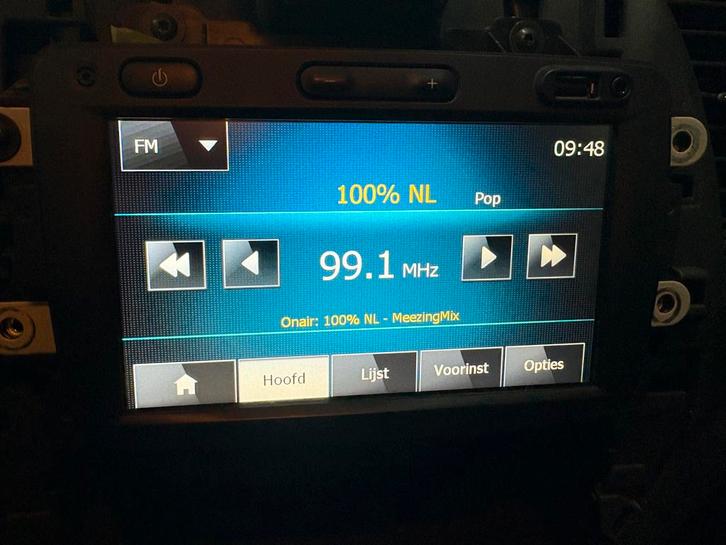 FM
09:48
100% NL Pop
99.1 MHz
Onair: 100% NL - MeezingMix
Hoofd Lijst Voorinst Opties